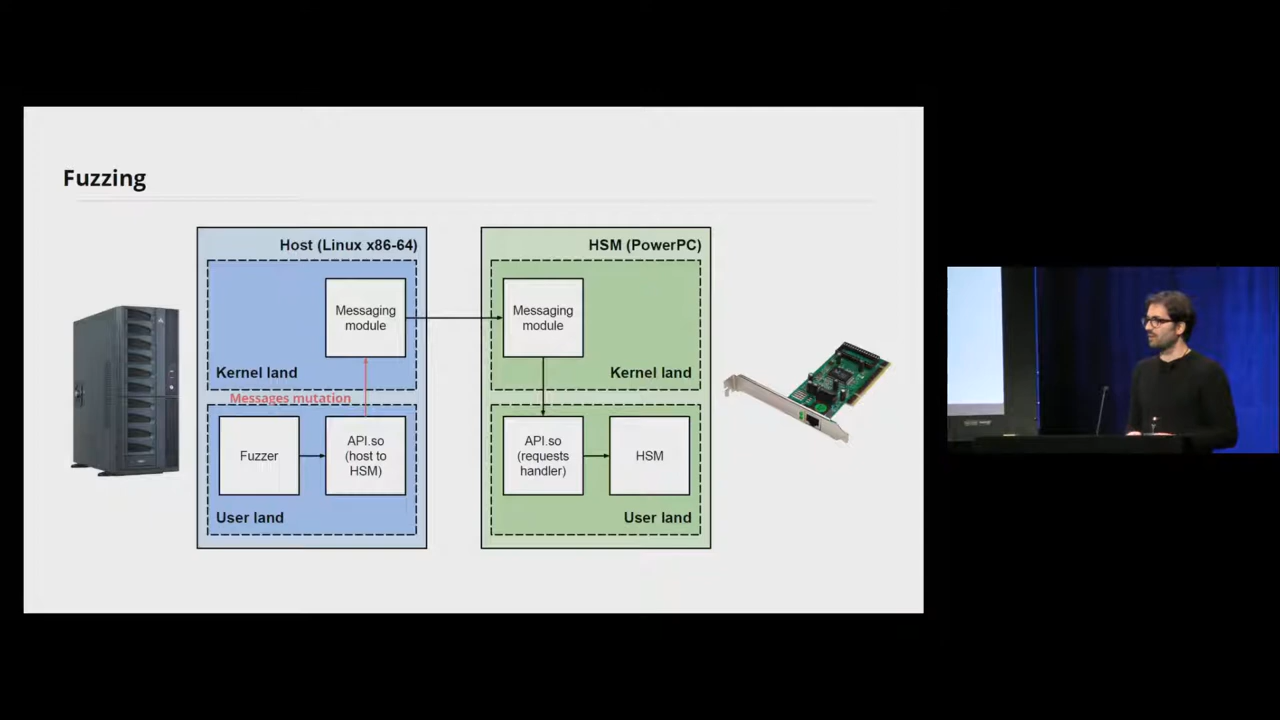 Fuzzing
Host (Linux x86-64)
Messaging
module
Kernel land
Messages mutation
Fuzzer
API.so
(host to
HSM)
User land
HSM (PowerPC)
Messaging
module
Kernel land
API.so
(requests
handler)
HSM
User land